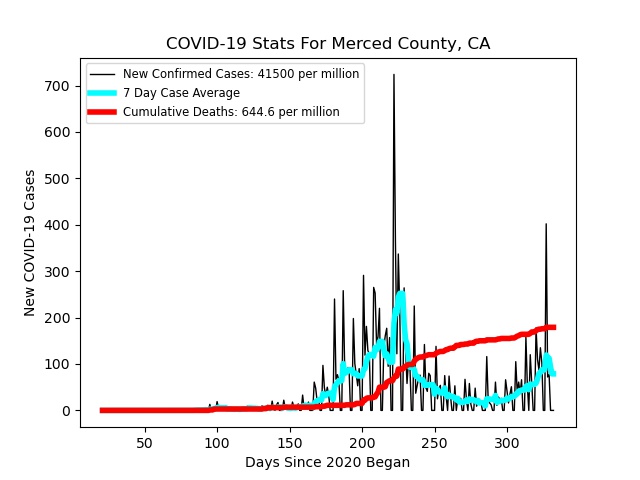 COVID-19 Stats For Merced County, CA
New Confirmed Cases: 41500 per million
7 Day Case Average
Cumulative Deaths: 644.6 per million
New COVID-19 Cases
700
600
500
400
300
200
100
0
50
100
150
200
250
300
Days Since 2020 Began